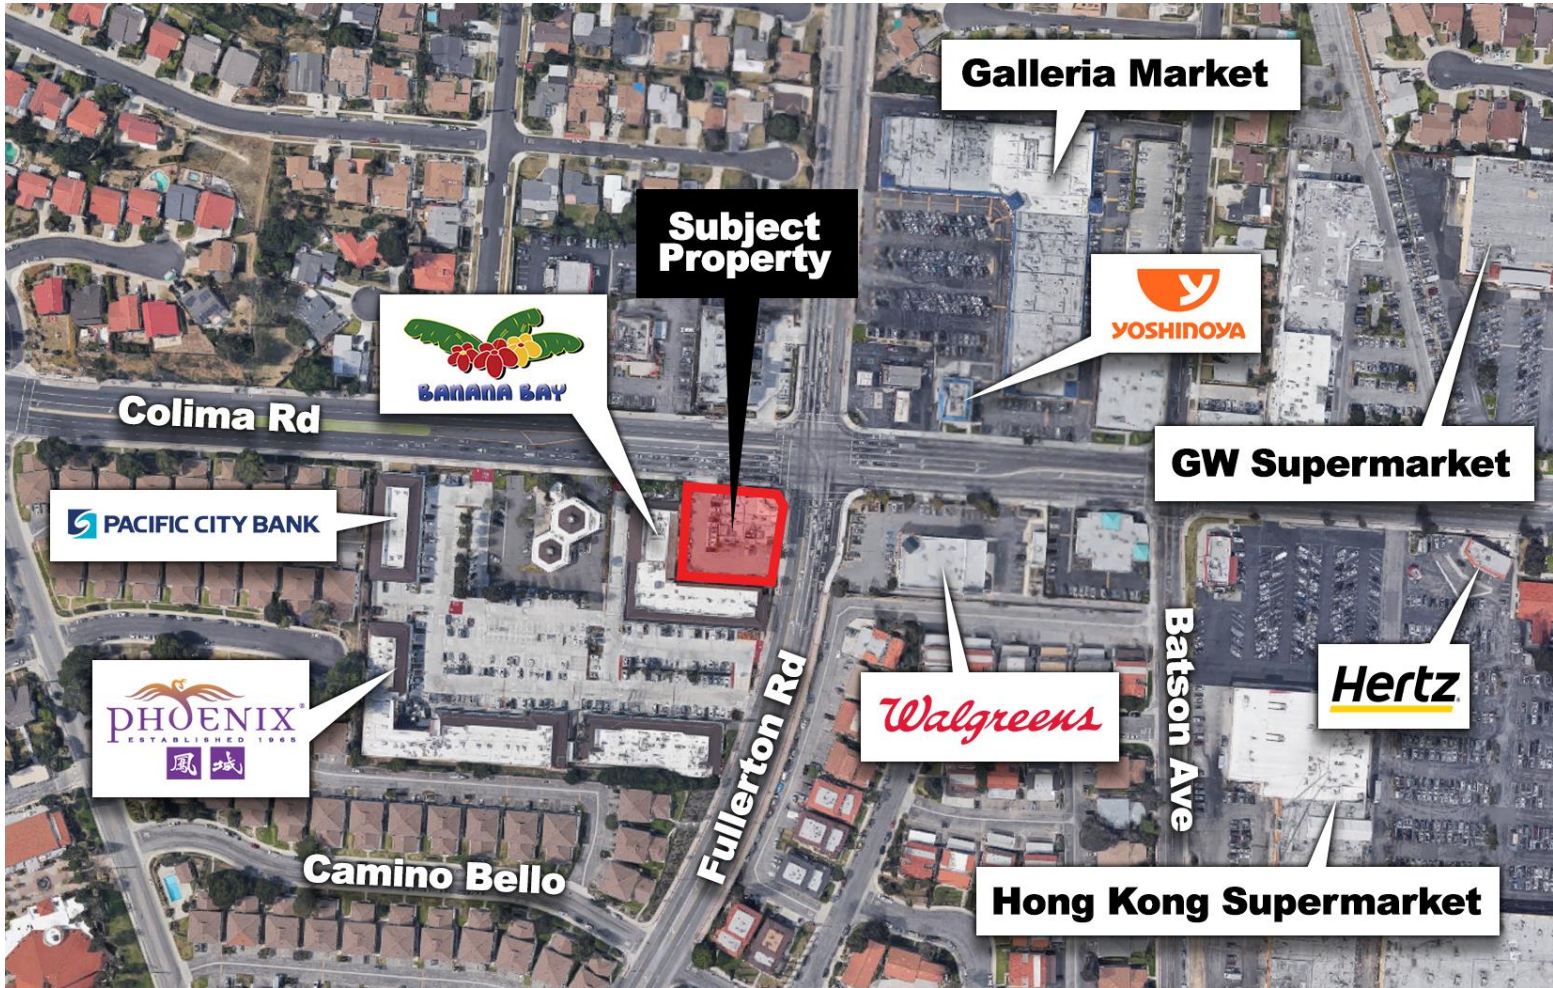 Galleria Market
Subject
Property
YOSHINOYA
BANANA BAY
Colima Rd
GW Supermarket
PACIFIC CITY BANK
Hertz
PHOENIX
ESTABLISHED 1965
鳳城
Walgreens
Batson Ave
Fullerton Rd
Camino Bello
Hong Kong Supermarket